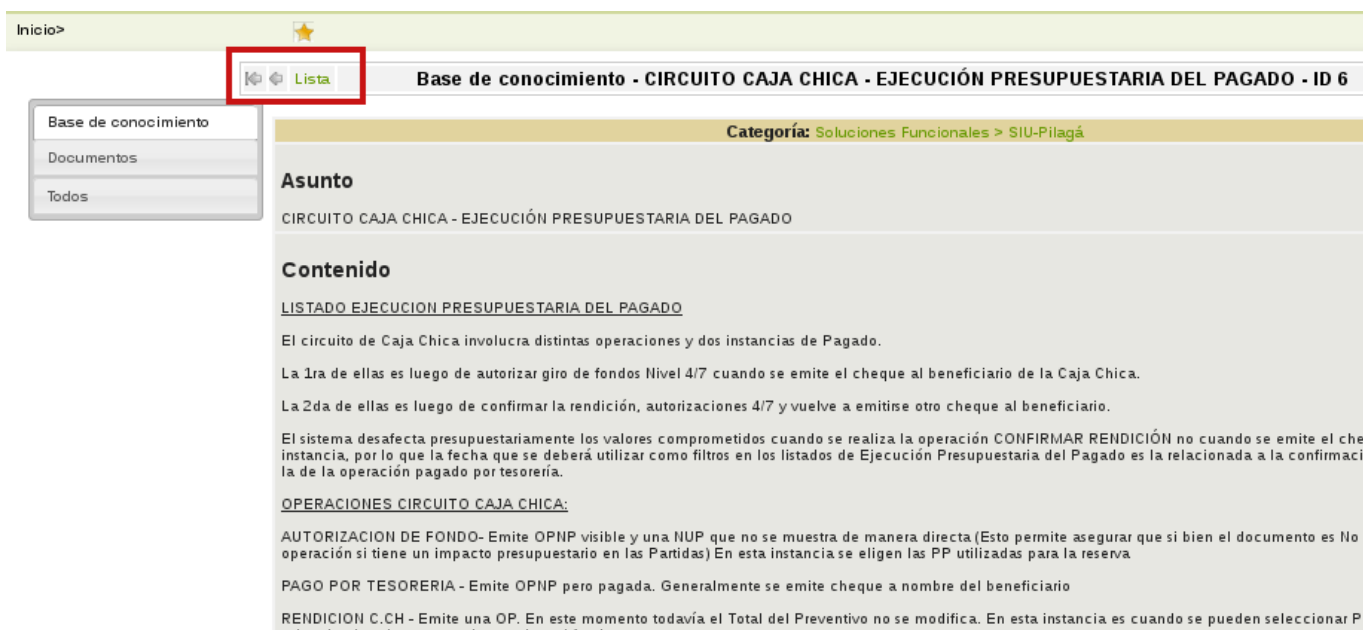 Inicio>
Lista
Base de conocimiento - CIRCUITO CAJA CHICA - EJECUCIÓN PRESUPUESTARIA DEL PAGADO - ID 6
Base de conocimiento
Documentos
Todos
Categoría: Soluciones Funcionales > SIU-Pilagá
Asunto
CIRCUITO CAJA CHICA - EJECUCIÓN PRESUPUESTARIA DEL PAGADO
Contenido
LISTADO EJECUCION PRESUPUESTARIA DEL PAGADO
El circuito de Caja Chica involucra distintas operaciones y dos instancias de Pagado.
La 1ra de ellas es luego de autorizar giro de fondos Nivel 4/7 cuando se emite el cheque al beneficiario de la Caja Chica.
La 2da de ellas es luego de confirmar la rendición, autorizaciones 4/7 y vuelve a emitirse otro cheque al beneficiario.
El sistema desafecta presupuestariamente los valores comprometidos cuando se realiza la operación CONFIRMAR RENDICIÓN no cuando se emite el che
instancia, por lo que la fecha que se deberá utilizar como filtros en los listados de Ejecución Presupuestaria del Pagado es la relacionada a la confirmaci
la de la operación pagado por tesorería.
OPERACIONES CIRCUITO CAJA CHICA:
AUTORIZACION DE FONDO- Emite OPNP visible y una NUP que no se muestra de manera directa (Esto permite asegurar que si bien el documento es No
operación si tiene un impacto presupuestario en las Partidas) En esta instancia se eligen las PP utilizadas para la reserva
PAGO POR TESORERIA - Emite OPNP pero pagada. Generalmente se emite cheque a nombre del beneficiario
RENDICION C.CH - Emite una OP. En este momento todavía el Total del Preventivo no se modifica. En esta instancia es cuando se pueden seleccionar P